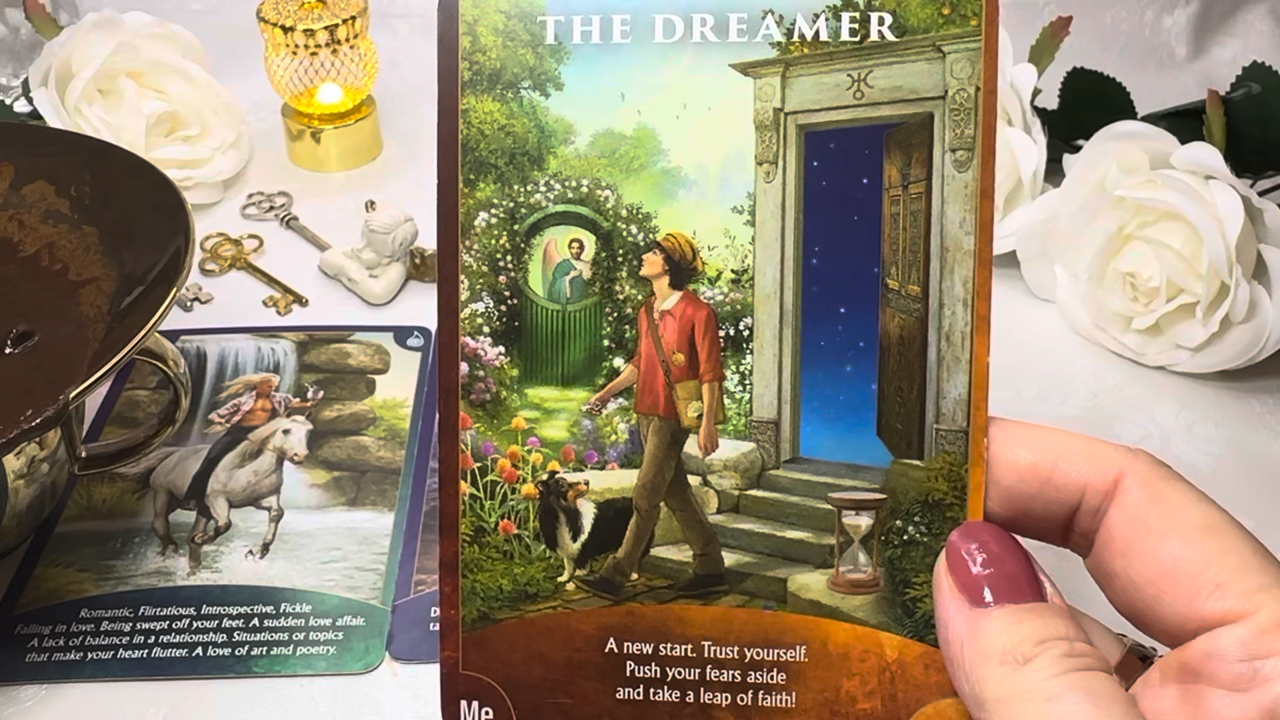 THE DREAMER
A new start. Trust yourself.
Push your fears aside
and take a leap of faith!
Me
Romantic, Flirtatious, Introspective, Fickle
Falling in love. Being swept off your feet. A sudden love affair.
A lack of balance in a relationship. Situations or topics
that make your heart flutter. A love of art and poetry.